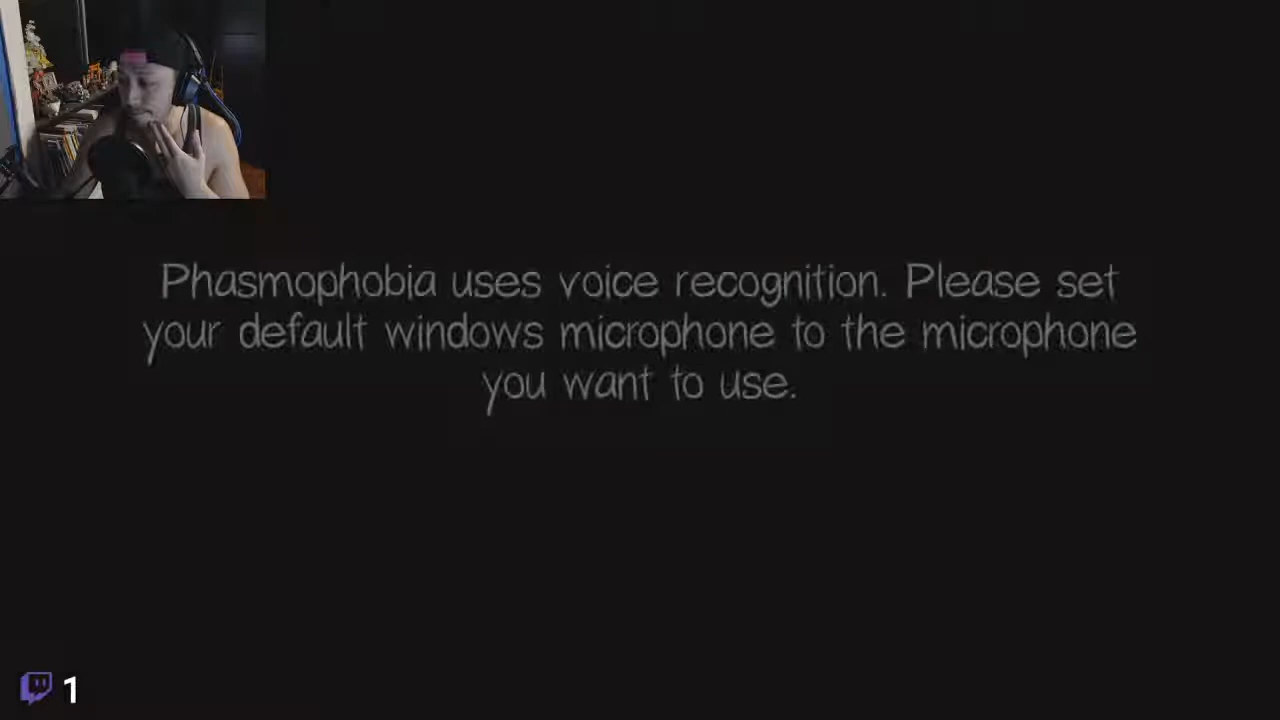 Phasmophobia uses voice recognition. Please set
your default windows microphone to the microphone
you want to use.
1